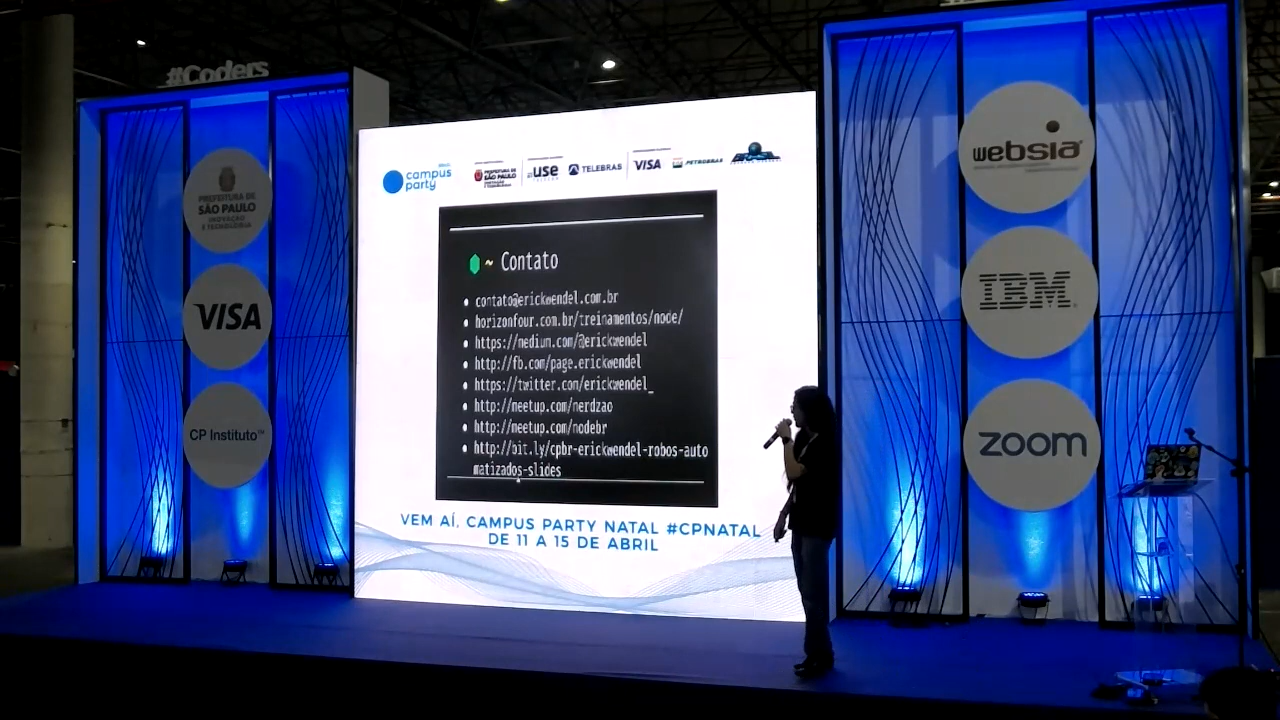 #Coders
PREFEITURA DE
SÃO PAULO
INOVAÇÃO
E TECNOLOGIA
VISA
CP Instituto™
campus
party
PREFEITURA DE
SÃO PAULO
use
TELEBRAS
VISA
PETROBRAS
~ Contato
contato@erickwendel.com.br
horizonfour.com.br/treinamentos/node/
https://medium.com/@erickwendel
http://fb.com/page.erickwendel
https://twitter.com/erickwendel_
http://meetup.com/nerdzao
http://meetup.com/nodebr
http://bit.ly/cpbr-erickwendel-robos-auto
matizados-slides
VEM AÍ, CAMPUS PARTY NATAL #CPNATAL
DE 11 A 15 DE ABRIL
websia
IBM
zoom